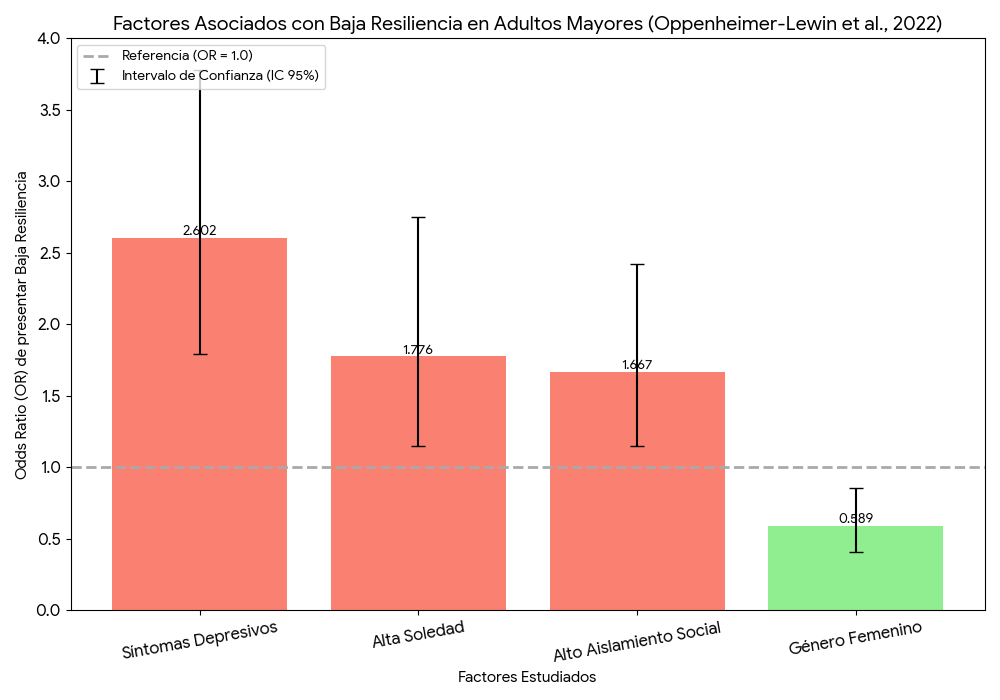 Factores Asociados con Baja Resiliencia en Adultos Mayores (Oppenheimer-Lewin et al., 2022)
Odds Ratio (OR) de presentar Baja Resiliencia
4.0
3.5
3.0
2.5
2.0
1.5
1.0
0.5
0.0
Referencia (OR = 1.0)
Intervalo de Confianza (IC 95%)
2.602
1.776
1.667
0.589
Síntomas Depresivos
Alta Soledad
Alto Aislamiento Social
Género Femenino
Factores Estudiados